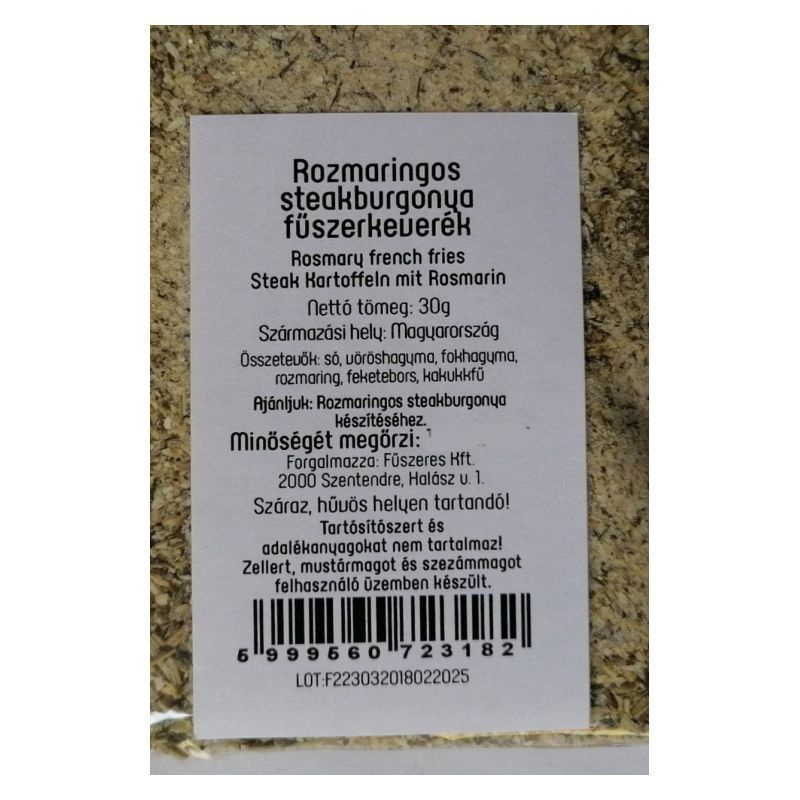 Rozmaringos
steakburgonya
fűszerkeverék
Rosmary french fries
Steak Kartoffeln mit Rosmarin
Nettó tömeg: 30g
Származási hely: Magyarország
Összetevők: só, vöröshagyma, fokhagyma,
rozmaring, feketebors, kakukkfű
Ajánljuk: Rozmaringos steakburgonya
készítéséhez.
Minőségét megőrzi:
Forgalmazza: Fűszeres Kft.
2000 Szentendre, Halász u. 1.
Száraz, hűvös helyen tartandó!
Tartósítószert és
adalékanyagokat nem tartalmaz!
Zellert, mustármagot és szezámmagot
felhasználó üzemben készült.
5 999560 723182
LOT:F223032018022025